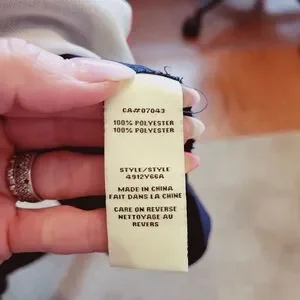 CA#07043
100% POLYESTER
100% POLYESTER
STYLE/STYLE
4912Y66A
MADE IN CHINA
FAIT DANS LA CHINE
CARE ON REVERSE
NETTOYAGE AU
REVERS